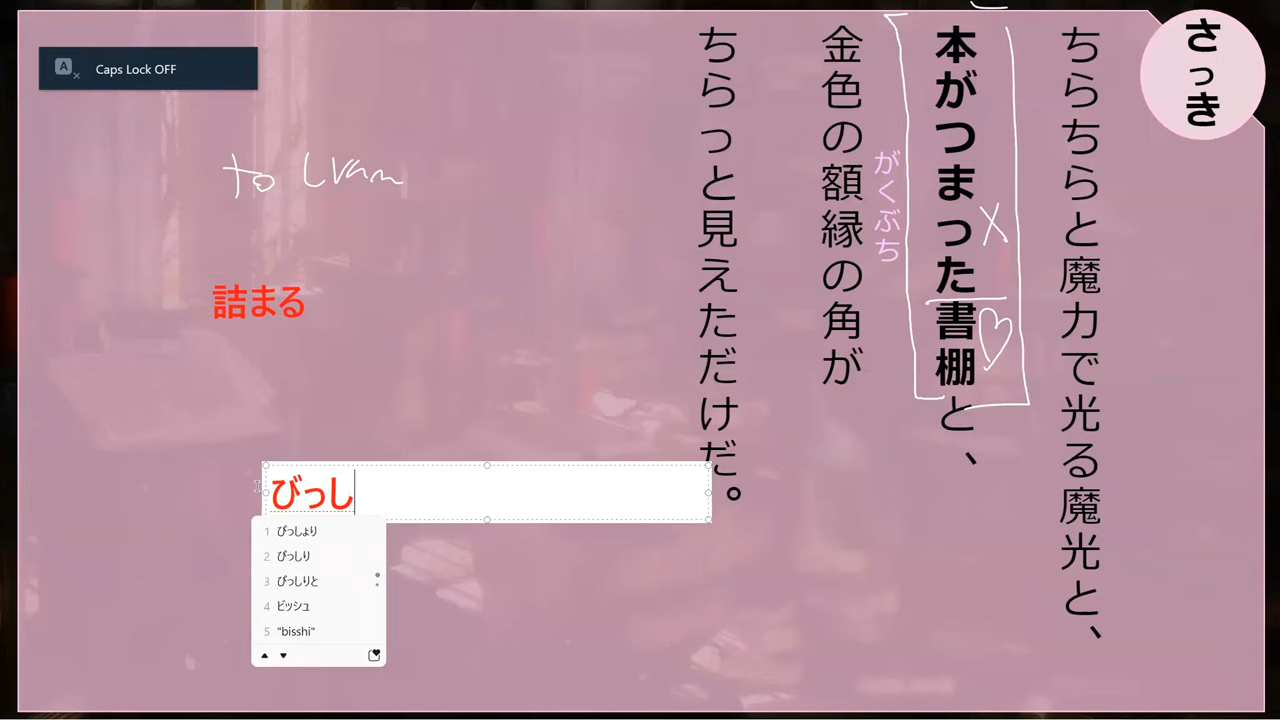 さっき
ちらちらと魔力で光る魔光と、
本がつまった書棚と、
金色の額縁の角が
がくぶち
ちらっと見えただけだ。
Caps Lock OFF
to cram
詰まる
びっし
1 びっしょり
2 びっしり
3 びっしりと
4 ビッシュ
5 "bisshi"